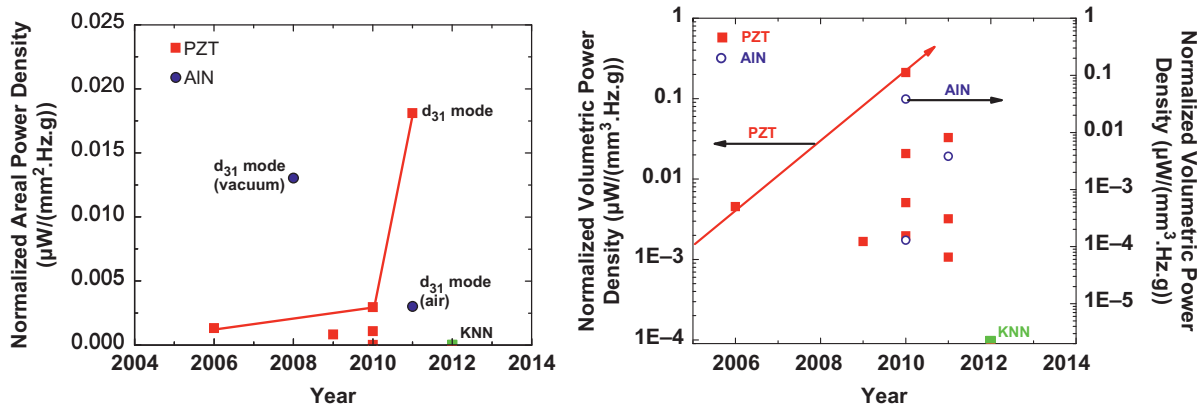 Normalized Areal Power Density
(μW/(mm².Hz.g))
0.025
0.020
0.015
0.010
0.005
0.000
PZT
AlN
d₃₁ mode
d₃₁ mode
(vacuum)
d₃₁ mode
(air)
KNN
2004 2006 2008 2010 2012 2014
Year
Normalized Volumetric Power
Density (μW/(mm³.Hz.g))
1
0.1
0.01
1E−3
1E−4
PZT
AlN
AlN
PZT
KNN
2006 2008 2010 2012 2014
Year
1
0.1
0.01
1E−3
1E−4
1E−5
Normalized Volumetric Power
Density (μW/(mm³.Hz.g))